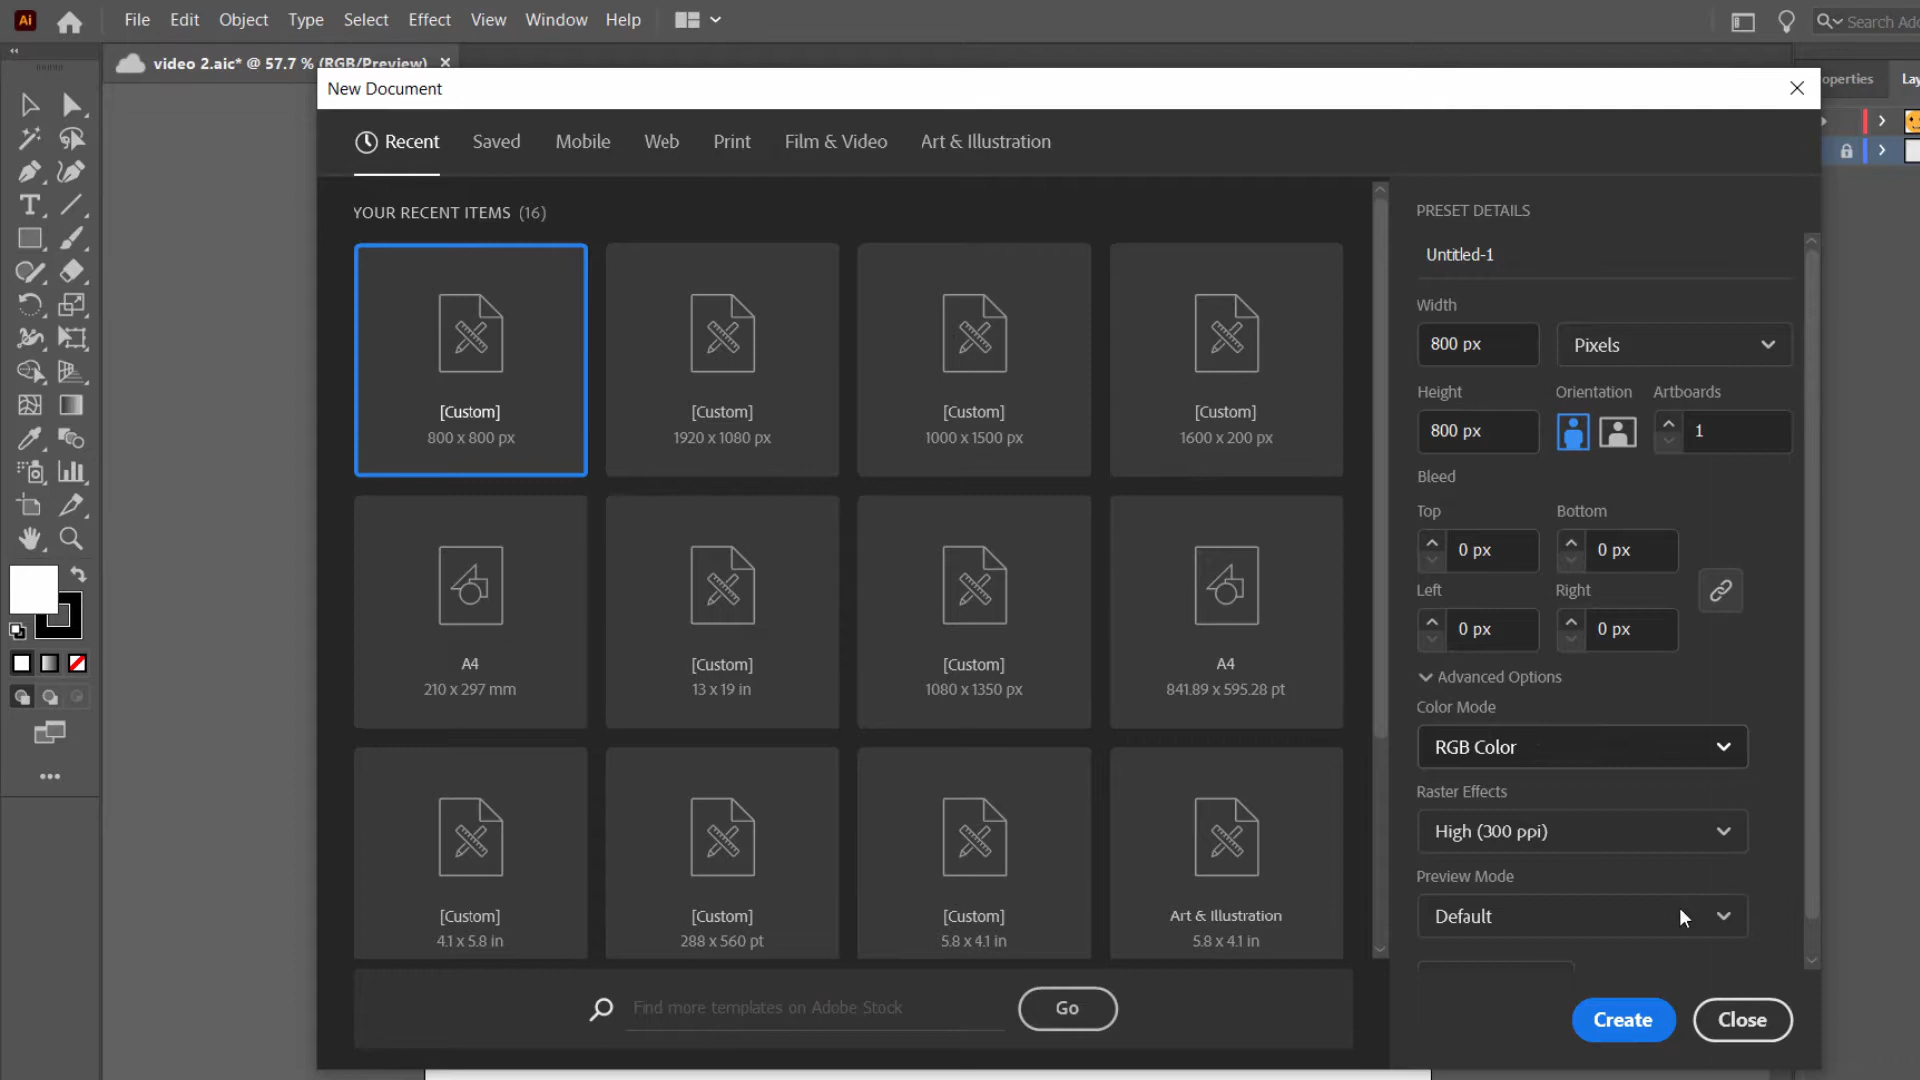 Ai File Edit Object Type Select Effect View Window Help Search Ado
video 2.aic* @ 57.7 % (RGB/Preview) ×
New Document
operties Lay
Recent Saved Mobile Web Print Film & Video Art & Illustration
YOUR RECENT ITEMS (16)
[Custom] [Custom] [Custom] [Custom]
800 x 800 px 1920 x 1080 px 1000 x 1500 px 1600 x 200 px
A4 [Custom] [Custom] A4
210 x 297 mm 13 x 19 in 1080 x 1350 px 841.89 x 595.28 pt
[Custom] [Custom] [Custom] Art & Illustration
4.1 x 5.8 in 288 x 560 pt 5.8 x 4.1 in 5.8 x 4.1 in
Find more templates on Adobe Stock Go
PRESET DETAILS
Untitled-1
Width
800 px Pixels
Height Orientation Artboards
800 px 1
Bleed
Top Bottom
0 px 0 px
Left Right
0 px 0 px
Advanced Options
Color Mode
RGB Color
Raster Effects
High (300 ppi)
Preview Mode
Default
Create Close